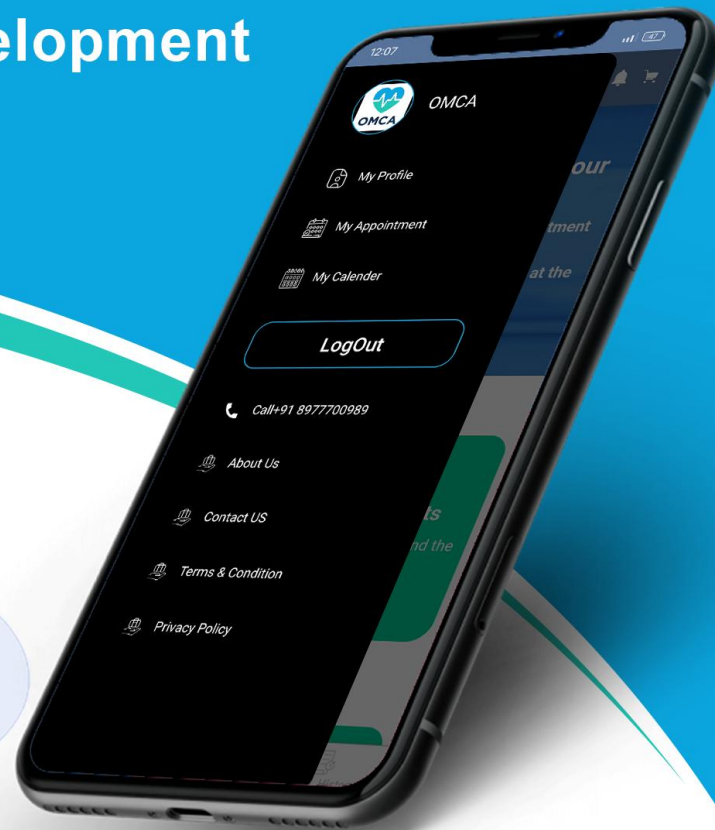 elopment
12:07
47
OMCA
OMCA
My Profile
My Appointment
My Calender
LogOut
Call+91 8977700989
About Us
Contact US
Terms & Condition
Privacy Policy
our
tment
at the
ts
nd the